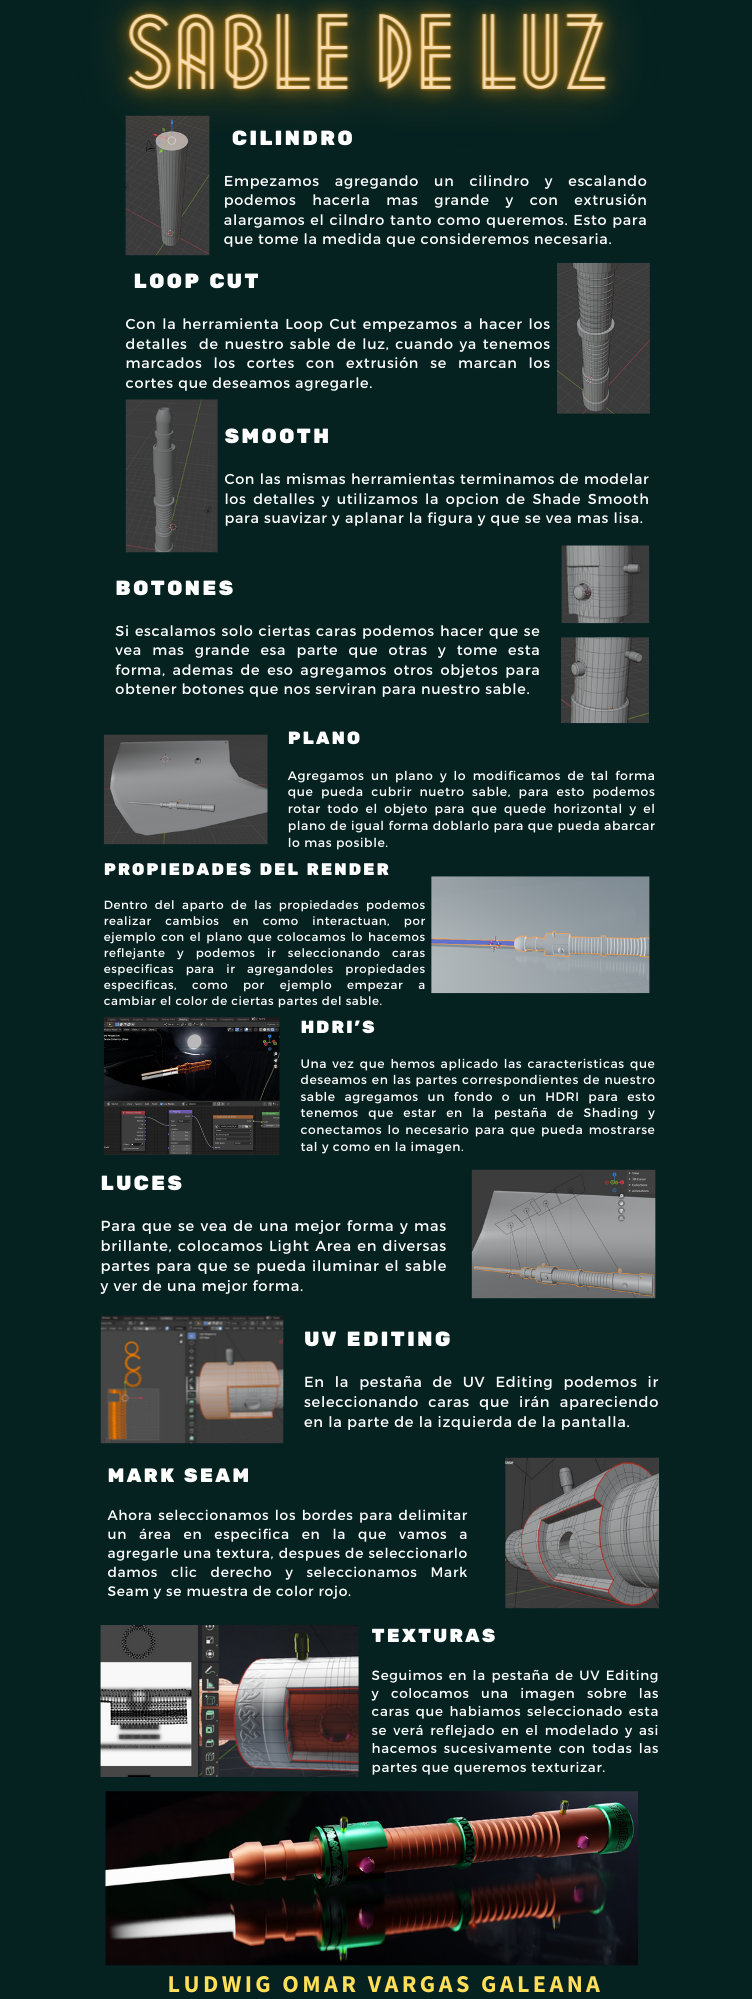 SABLE DE LUZ
CILINDRO
Empezamos agregando un cilindro y escalando
podemos hacerla mas grande y con extrusión
alargamos el cilndro tanto como queremos. Esto para
que tome la medida que consideremos necesaria.
LOOP CUT
Con la herramienta Loop Cut empezamos a hacer los
detalles de nuestro sable de luz, cuando ya tenemos
marcados los cortes con extrusión se marcan los
cortes que deseamos agregarle.
SMOOTH
Con las mismas herramientas terminamos de modelar
los detalles y utilizamos la opcion de Shade Smooth
para suavizar y aplanar la figura y que se vea mas lisa.
BOTONES
Si escalamos solo ciertas caras podemos hacer que se
vea mas grande esa parte que otras y tome esta
forma, ademas de eso agregamos otros objetos para
obtener botones que nos serviran para nuestro sable.
PLANO
Agregamos un plano y lo modificamos de tal forma
que pueda cubrir nuetro sable, para esto podemos
rotar todo el objeto para que quede horizontal y el
plano de igual forma doblarlo para que pueda abarcar
lo mas posible.
PROPIEDADES DEL RENDER
Dentro del aparto de las propiedades podemos
realizar cambios en como interactuan, por
ejemplo con el plano que colocamos lo hacemos
reflejante y podemos ir seleccionando caras
especificas para ir agregandoles propiedades
especificas, como por ejemplo empezar a
cambiar el color de ciertas partes del sable.
HDRI'S
Una vez que hemos aplicado las caracteristicas que
deseamos en las partes correspondientes de nuestro
sable agregamos un fondo o un HDRI para esto
tenemos que estar en la pestaña de Shading y
conectamos lo necesario para que pueda mostrarse
tal y como en la imagen.
LUCES
Para que se vea de una mejor forma y mas
brillante, colocamos Light Area en diversas
partes para que se pueda iluminar el sable
y ver de una mejor forma.
UV EDITING
En la pestaña de UV Editing podemos ir
seleccionando caras que irán apareciendo
en la parte de la izquierda de la pantalla.
MARK SEAM
Ahora seleccionamos los bordes para delimitar
un área en especifica en la que vamos a
agregarle una textura, despues de seleccionarlo
damos clic derecho y seleccionamos Mark
Seam y se muestra de color rojo.
TEXTURAS
Seguimos en la pestaña de UV Editing
y colocamos una imagen sobre las
caras que habiamos seleccionado esta
se verá reflejado en el modelado y asi
hacemos sucesivamente con todas las
partes que queremos texturizar.
LUDWIG OMAR VARGAS GALEANA